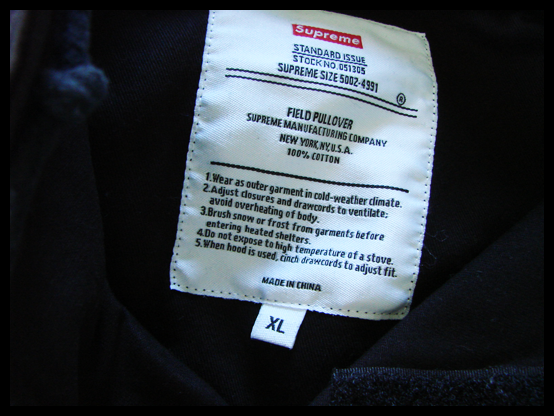 Supreme
STANDARD ISSUE
STOCK NO.051305
SUPREME SIZE 5002-4991
®
FIELD PULLOVER
SUPREME MANUFACTURING COMPANY
NEW YORK, NY, U.S.A.
100% COTTON
1.Wear as outer garment in cold-weather climate.
2.Adjust closures and drawcords to ventilate;
avoid overheating of body.
3.Brush snow or frost from garments before
entering heated shelters.
4.Do not expose to high temperature of a stove.
5.When hood is used, cinch drawcords to adjust fit.
MADE IN CHINA
XL